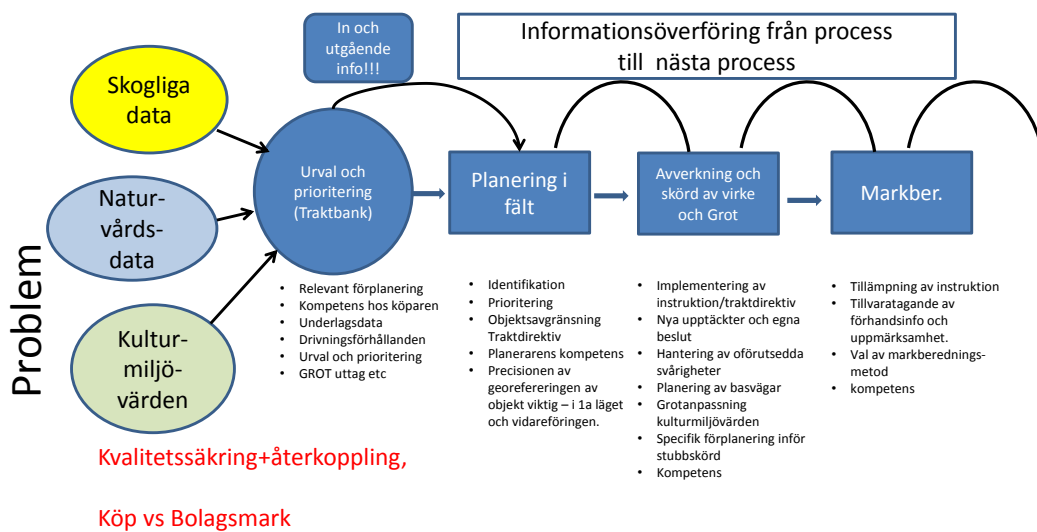 In och
utgående
info!!!
Informationsöverföring från process
till nästa process
Skogliga
data
Natur-
vårds-
data
Kultur-
miljö-
värden
Problem
Urval och
prioritering
(Traktbank)
Planering i
fält
Avverkning och
skörd av virke
och Grot
Markber.
• Relevant förplanering
• Kompetens hos köparen
• Underlagsdata
• Drivningsförhållanden
• Urval och prioritering
• GROT uttag etc
• Identifikation
• Prioritering
• Objektsavgränsning
Traktdirektiv
• Planerarens kompetens
• Precisionen av
georefereringen av
objekt viktig – i 1a läget
och vidareföringen.
• Implementering av
instruktion/traktdirektiv
• Nya upptäckter och egna
beslut
• Hantering av oförutsedda
svårigheter
• Planering av basvägar
• Grotanpassning
kulturmiljövärden
• Specifik förplanering inför
stubbskörd
• Kompetens
• Tillämpning av instruktion
• Tillvaratagande av
förhandsinfo och
uppmärksamhet.
• Val av markberednings-
metod
• kompetens
Kvalitetssäkring+återkoppling,
Köp vs Bolagsmark